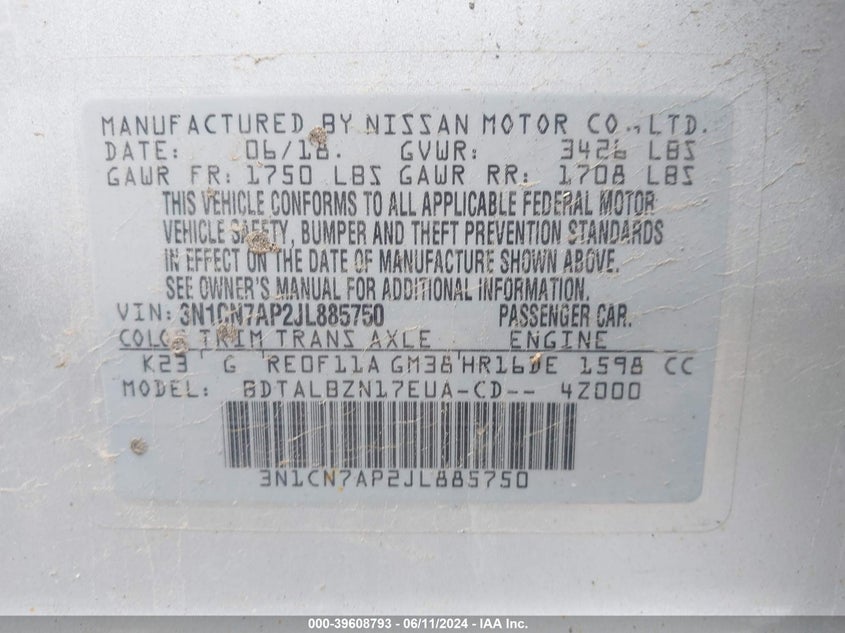 MANUFACTURED BY NISSAN MOTOR CO., LTD.
DATE: 06/18. GVWR: 3426 LBS
GAWR FR: 1750 LBS GAWR RR: 1708 LBS
THIS VEHICLE CONFORMS TO ALL APPLICABLE FEDERAL MOTOR
VEHICLE SAFETY, BUMPER AND THEFT PREVENTION STANDARDS
IN EFFECT ON THE DATE OF MANUFACTURE SHOWN ABOVE.
SEE OWNER'S MANUAL FOR ADDITIONAL INFORMATION.
VIN: 3N1CN7AP2JL885750 PASSENGER CAR.
COLOR TRIM TRANS AXLE ENGINE
K23 G RE0F11A GM38 HR16DE 1598 CC
MODEL: BDTALBZN17EUA-CD-- 4Z000
3N1CN7AP2JL885750
000-39608793 - 06/11/2024 - IAA Inc.